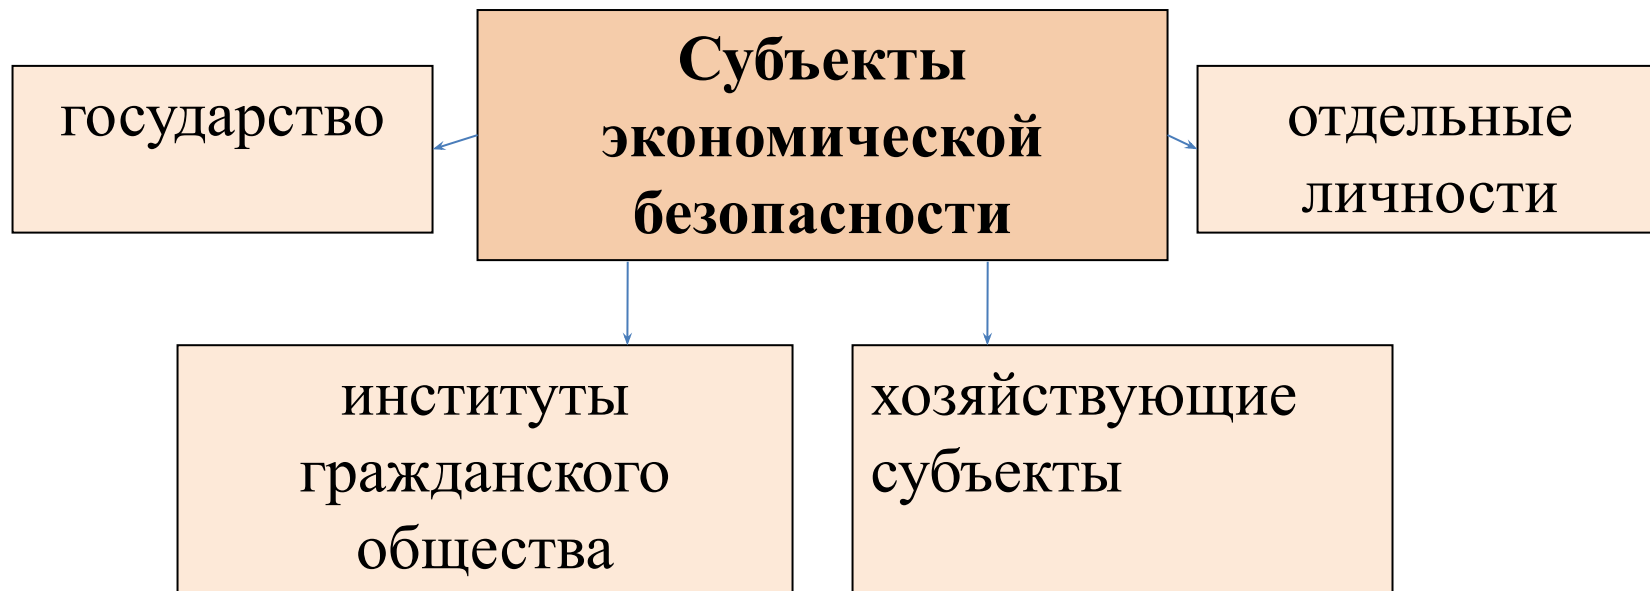 Субъекты
экономической
безопасности
государство
отдельные
личности
институты
гражданского
общества
хозяйствующие
субъекты